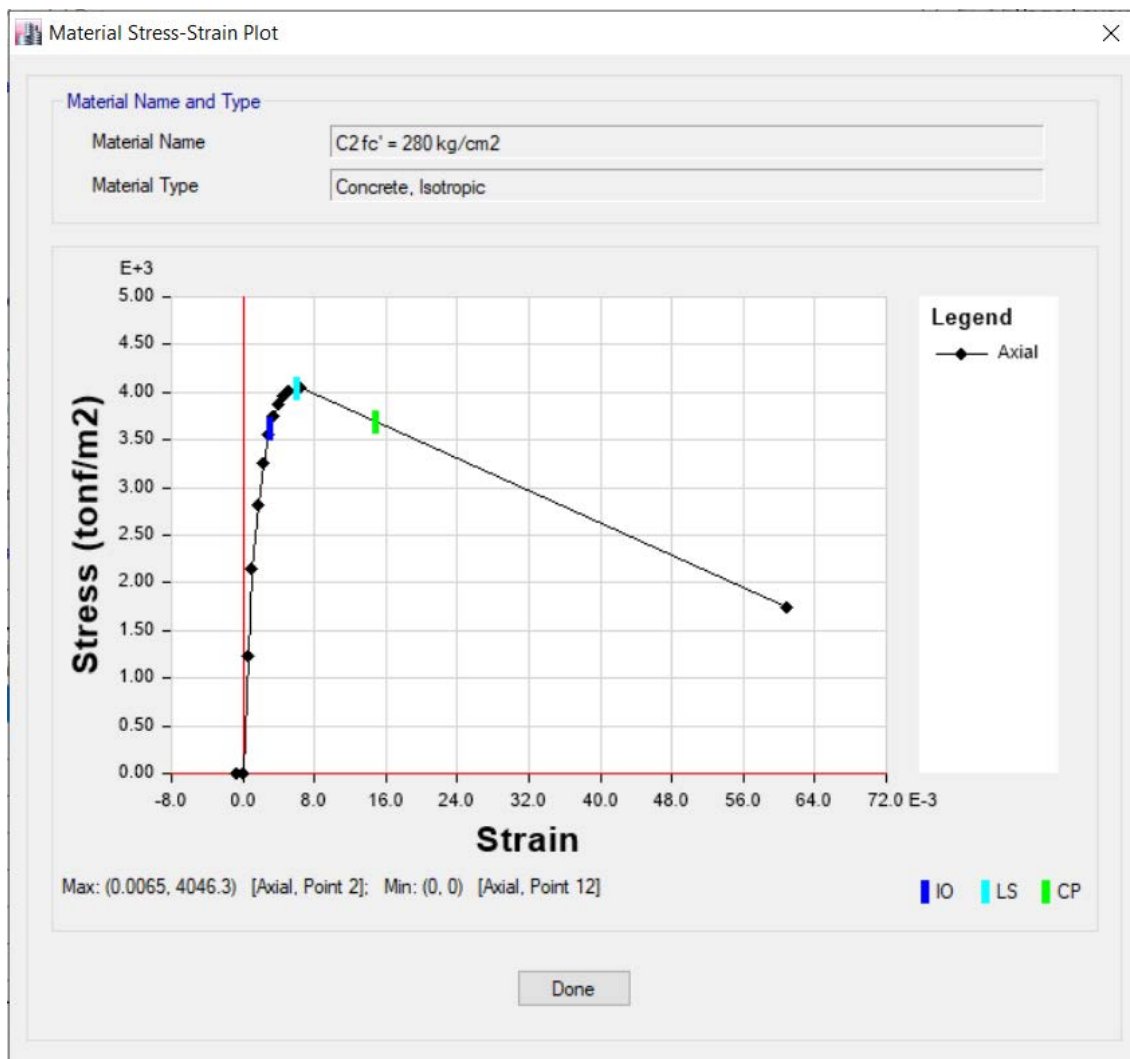 Material Stress-Strain Plot
Material Name and Type
Material Name C2 fc' = 280 kg/cm2
Material Type Concrete, Isotropic
E+3
5.00
4.50
4.00
3.50
3.00
2.50
2.00
1.50
1.00
0.50
0.00
Stress (tonf/m2)
Legend
Axial
-8.0 0.0 8.0 16.0 24.0 32.0 40.0 48.0 56.0 64.0 72.0 E-3
Strain
Max: (0.0065, 4046.3) [Axial, Point 2]; Min: (0, 0) [Axial, Point 12]
IO LS CP
Done